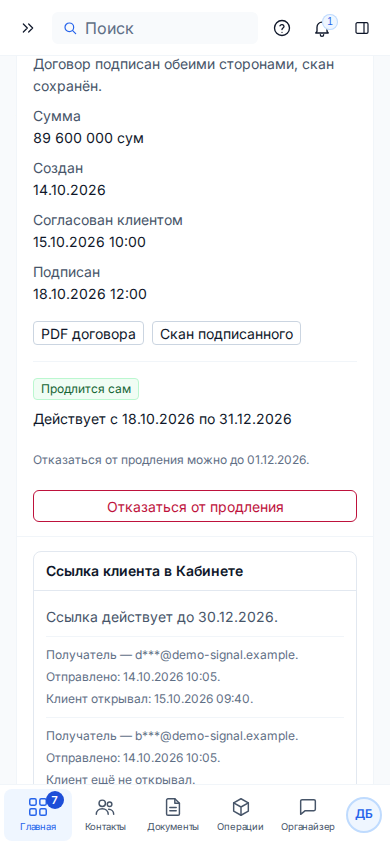 Поиск
1
Договор подписан обеими сторонами, скан
сохранён.
Сумма
89 600 000 сум
Создан
14.10.2026
Согласован клиентом
15.10.2026 10:00
Подписан
18.10.2026 12:00
PDF договора
Скан подписанного
Продлится сам
Действует с 18.10.2026 по 31.12.2026
Отказаться от продления можно до 01.12.2026.
Отказаться от продления
Ссылка клиента в Кабинете
Ссылка действует до 30.12.2026.
Получатель — d***@demo-signal.example.
Отправлено: 14.10.2026 10:05.
Клиент открывал: 15.10.2026 09:40.
Получатель — b***@demo-signal.example.
Отправлено: 14.10.2026 10:05.
Клиент ещё не открывал.
7
Главная
Контакты
Документы
Операции
Органайзер
ДБ